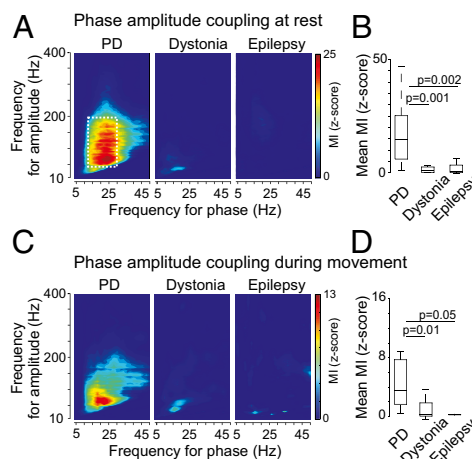 A Phase amplitude coupling at rest
PD Dystonia Epilepsy
Frequency
for amplitude (Hz)
400
200
10
5 25 45 5 25 45 5 25 45
Frequency for phase (Hz)
25
0
MI (z-score)
B
Mean MI (z-score)
50
0
p=0.002
p=0.001
PD
Dystonia
Epilepsy
C
Phase amplitude coupling during movement
PD Dystonia Epilepsy
Frequency
for amplitude (Hz)
400
200
10
5 25 45 5 25 45 5 25 45
Frequency for phase (Hz)
13
0
MI (z-score)
D
Mean MI (z-score)
16
8
0
p=0.05
p=0.01
PD
Dystonia
Epilepsy